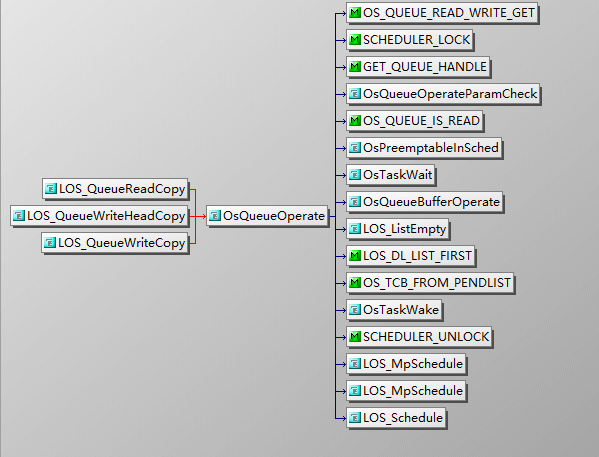 LOS_QueueReadCopy
LOS_QueueWriteHeadCopy
LOS_QueueWriteCopy
OsQueueOperate
OS_QUEUE_READ_WRITE_GET
SCHEDULER_LOCK
GET_QUEUE_HANDLE
OsQueueOperateParamCheck
OS_QUEUE_IS_READ
OsPreemptableInSched
OsTaskWait
OsQueueBufferOperate
LOS_ListEmpty
LOS_DL_LIST_FIRST
OS_TCB_FROM_PENDLIST
OsTaskWake
SCHEDULER_UNLOCK
LOS_MpSchedule
LOS_MpSchedule
LOS_Schedule